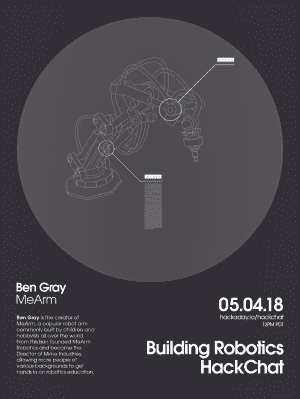 Ben Gray
MeArm
Ben Gray is the creator of
MeArm, a popular robot arm
commonly built by children and
hobbyists all over the world.
From this Ben founded MeArm
Robotics and became the
Director of Mime Industries,
allowing more people of
various backgrounds to get
hands in on robotics education.
05.04.18
hackaday.io/hackchat
12PM PDT
Building Robotics
HackChat